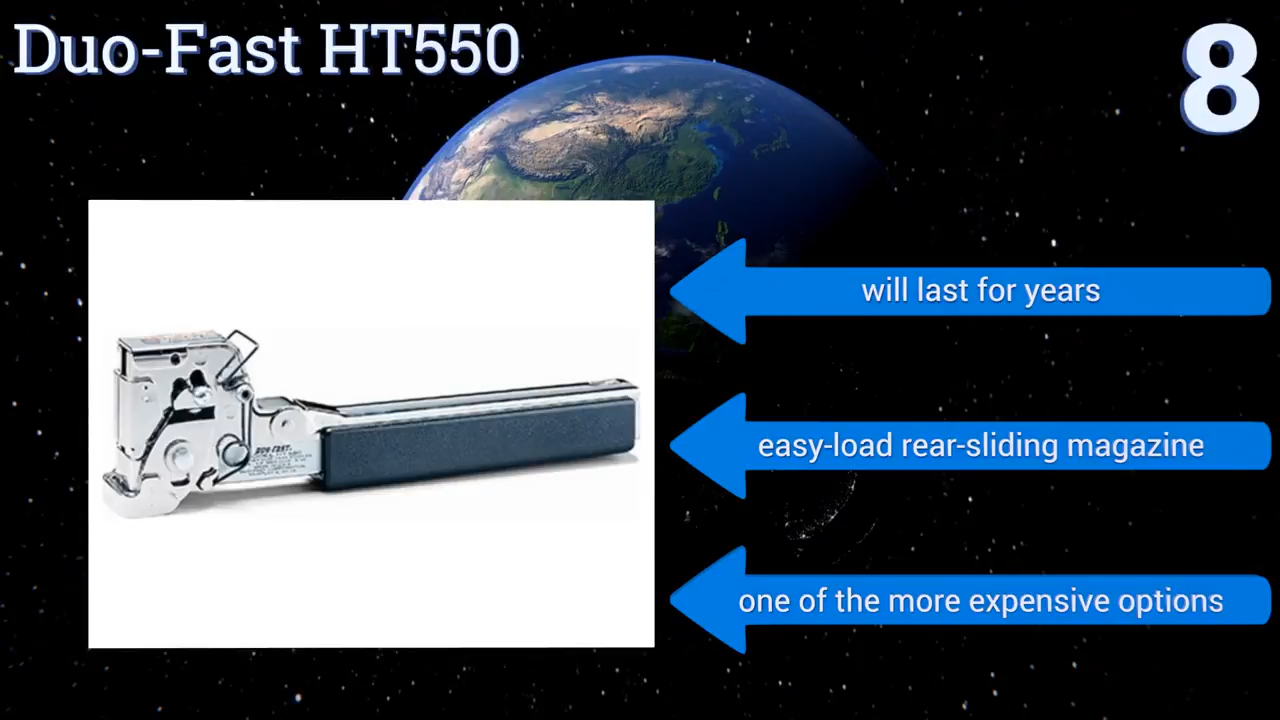 Duo-Fast HT550
8
will last for years
easy-load rear-sliding magazine
one of the more expensive options
DUO-FAST